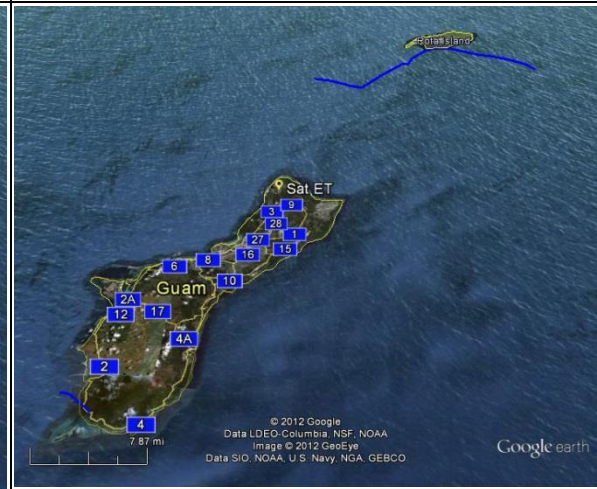 Rota Island
Sat ET
9
3
28
1
27
15
16
8
6
10
Guam
2A
17
12
4A
2
4
7.87 mi
© 2012 Google
Data LDEO-Columbia, NSF, NOAA
Image © 2012 GeoEye
Data SIO, NOAA, U.S. Navy, NGA, GEBCO
Google earth